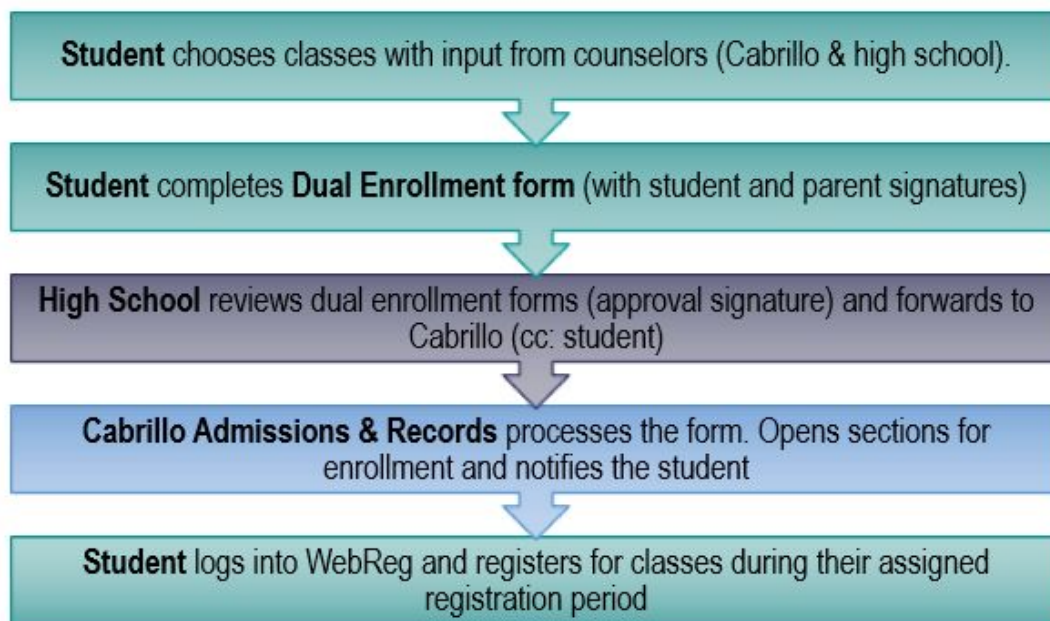 Student chooses classes with input from counselors (Cabrillo & high school).
Student completes Dual Enrollment form (with student and parent signatures)
High School reviews dual enrollment forms (approval signature) and forwards to
Cabrillo (cc: student)
Cabrillo Admissions & Records processes the form. Opens sections for
enrollment and notifies the student
Student logs into WebReg and registers for classes during their assigned
registration period